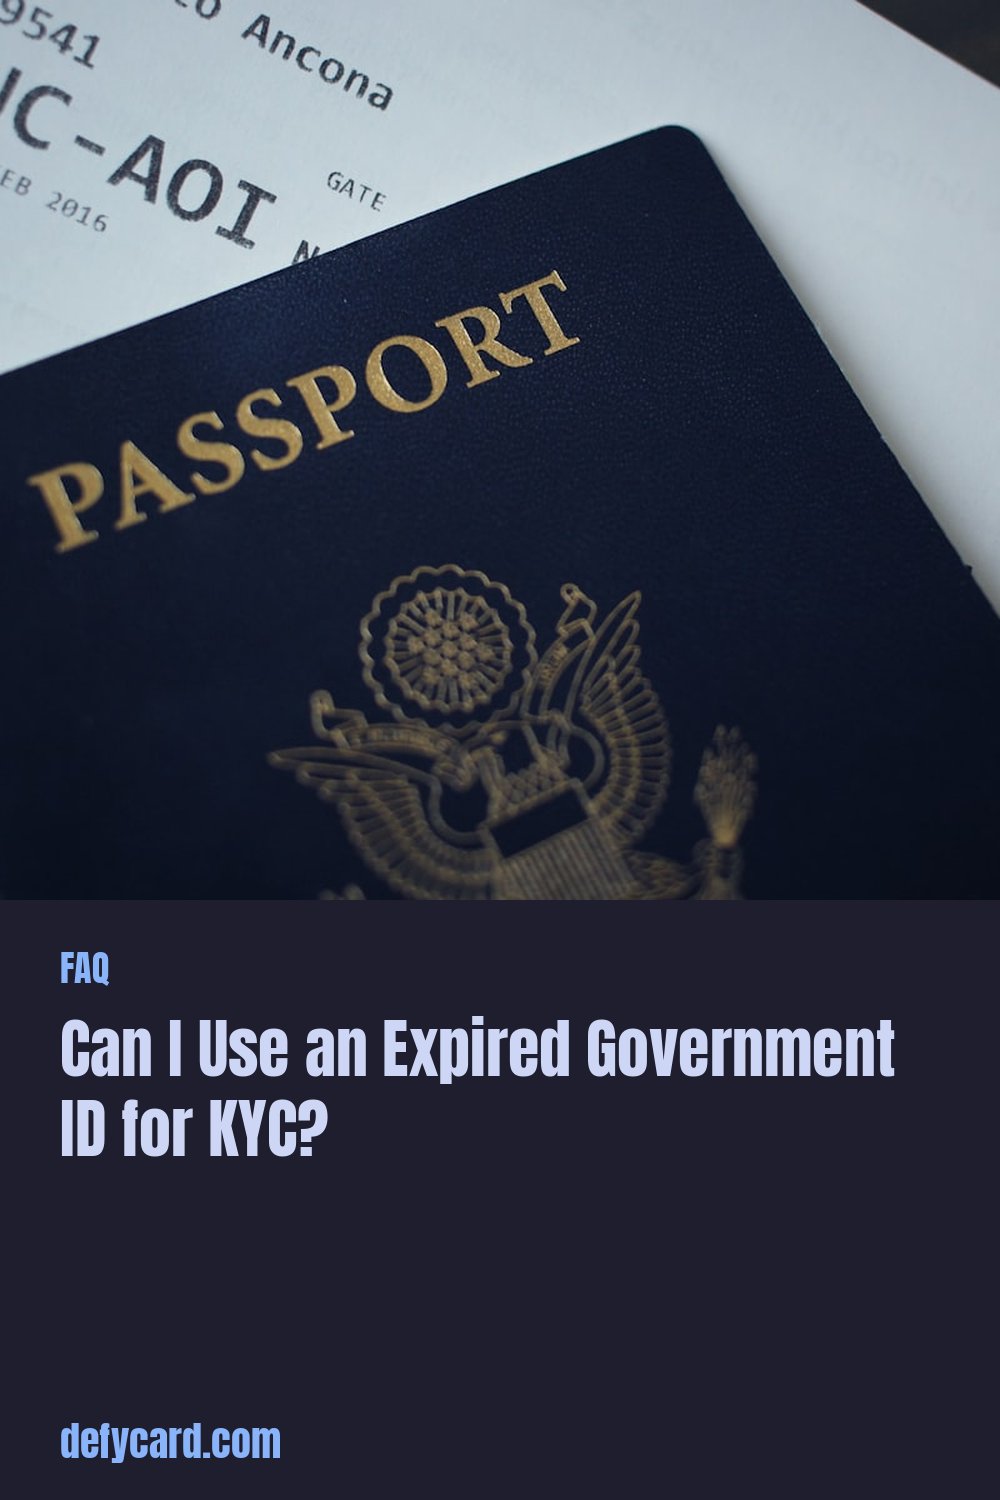 9541
Ancona
C-AOI
EB 2016
GATE
PASSPORT
FAQ
Can I Use an Expired Government
ID for KYC?
defycard.com